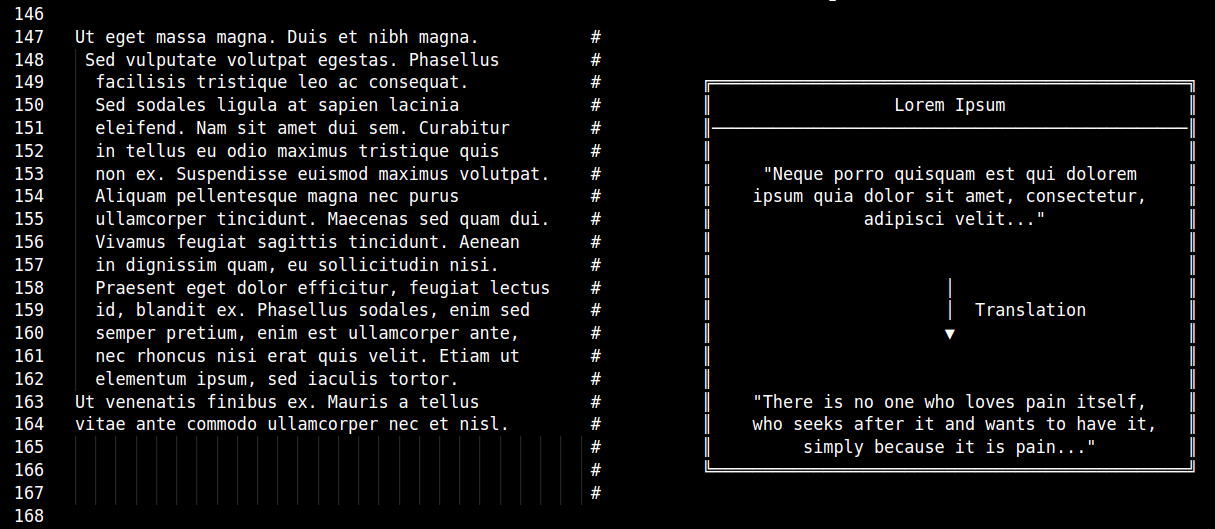 146
147 Ut eget massa magna. Duis et nibh magna. #
148 Sed vulputate volutpat egestas. Phasellus #
149 facilisis tristique leo ac consequat. #
150 Sed sodales ligula at sapien lacinia #
151 eleifend. Nam sit amet dui sem. Curabitur #
152 in tellus eu odio maximus tristique quis #
153 non ex. Suspendisse euismod maximus volutpat. #
154 Aliquam pellentesque magna nec purus #
155 ullamcorper tincidunt. Maecenas sed quam dui. #
156 Vivamus feugiat sagittis tincidunt. Aenean #
157 in dignissim quam, eu sollicitudin nisi. #
158 Praesent eget dolor efficitur, feugiat lectus #
159 id, blandit ex. Phasellus sodales, enim sed #
160 semper pretium, enim est ullamcorper ante, #
161 nec rhoncus nisi erat quis velit. Etiam ut #
162 elementum ipsum, sed iaculis tortor. #
163 Ut venenatis finibus ex. Mauris a tellus #
164 vitae ante commodo ullamcorper nec et nisl. #
165 #
166 #
167 #
168
Lorem Ipsum
"Neque porro quisquam est qui dolorem
ipsum quia dolor sit amet, consectetur,
adipisci velit..."
Translation
▼
"There is no one who loves pain itself,
who seeks after it and wants to have it,
simply because it is pain..."